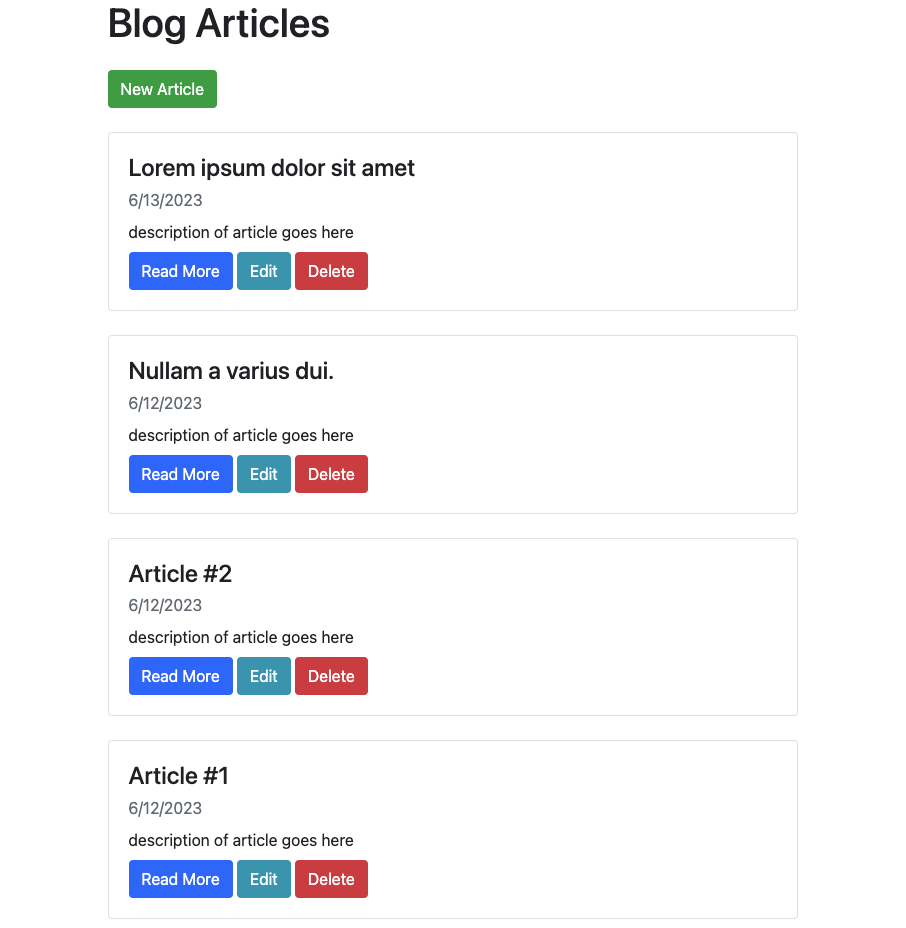 Blog Articles
New Article
Lorem ipsum dolor sit amet
6/13/2023
description of article goes here
Read More Edit Delete
Nullam a varius dui.
6/12/2023
description of article goes here
Read More Edit Delete
Article #2
6/12/2023
description of article goes here
Read More Edit Delete
Article #1
6/12/2023
description of article goes here
Read More Edit Delete